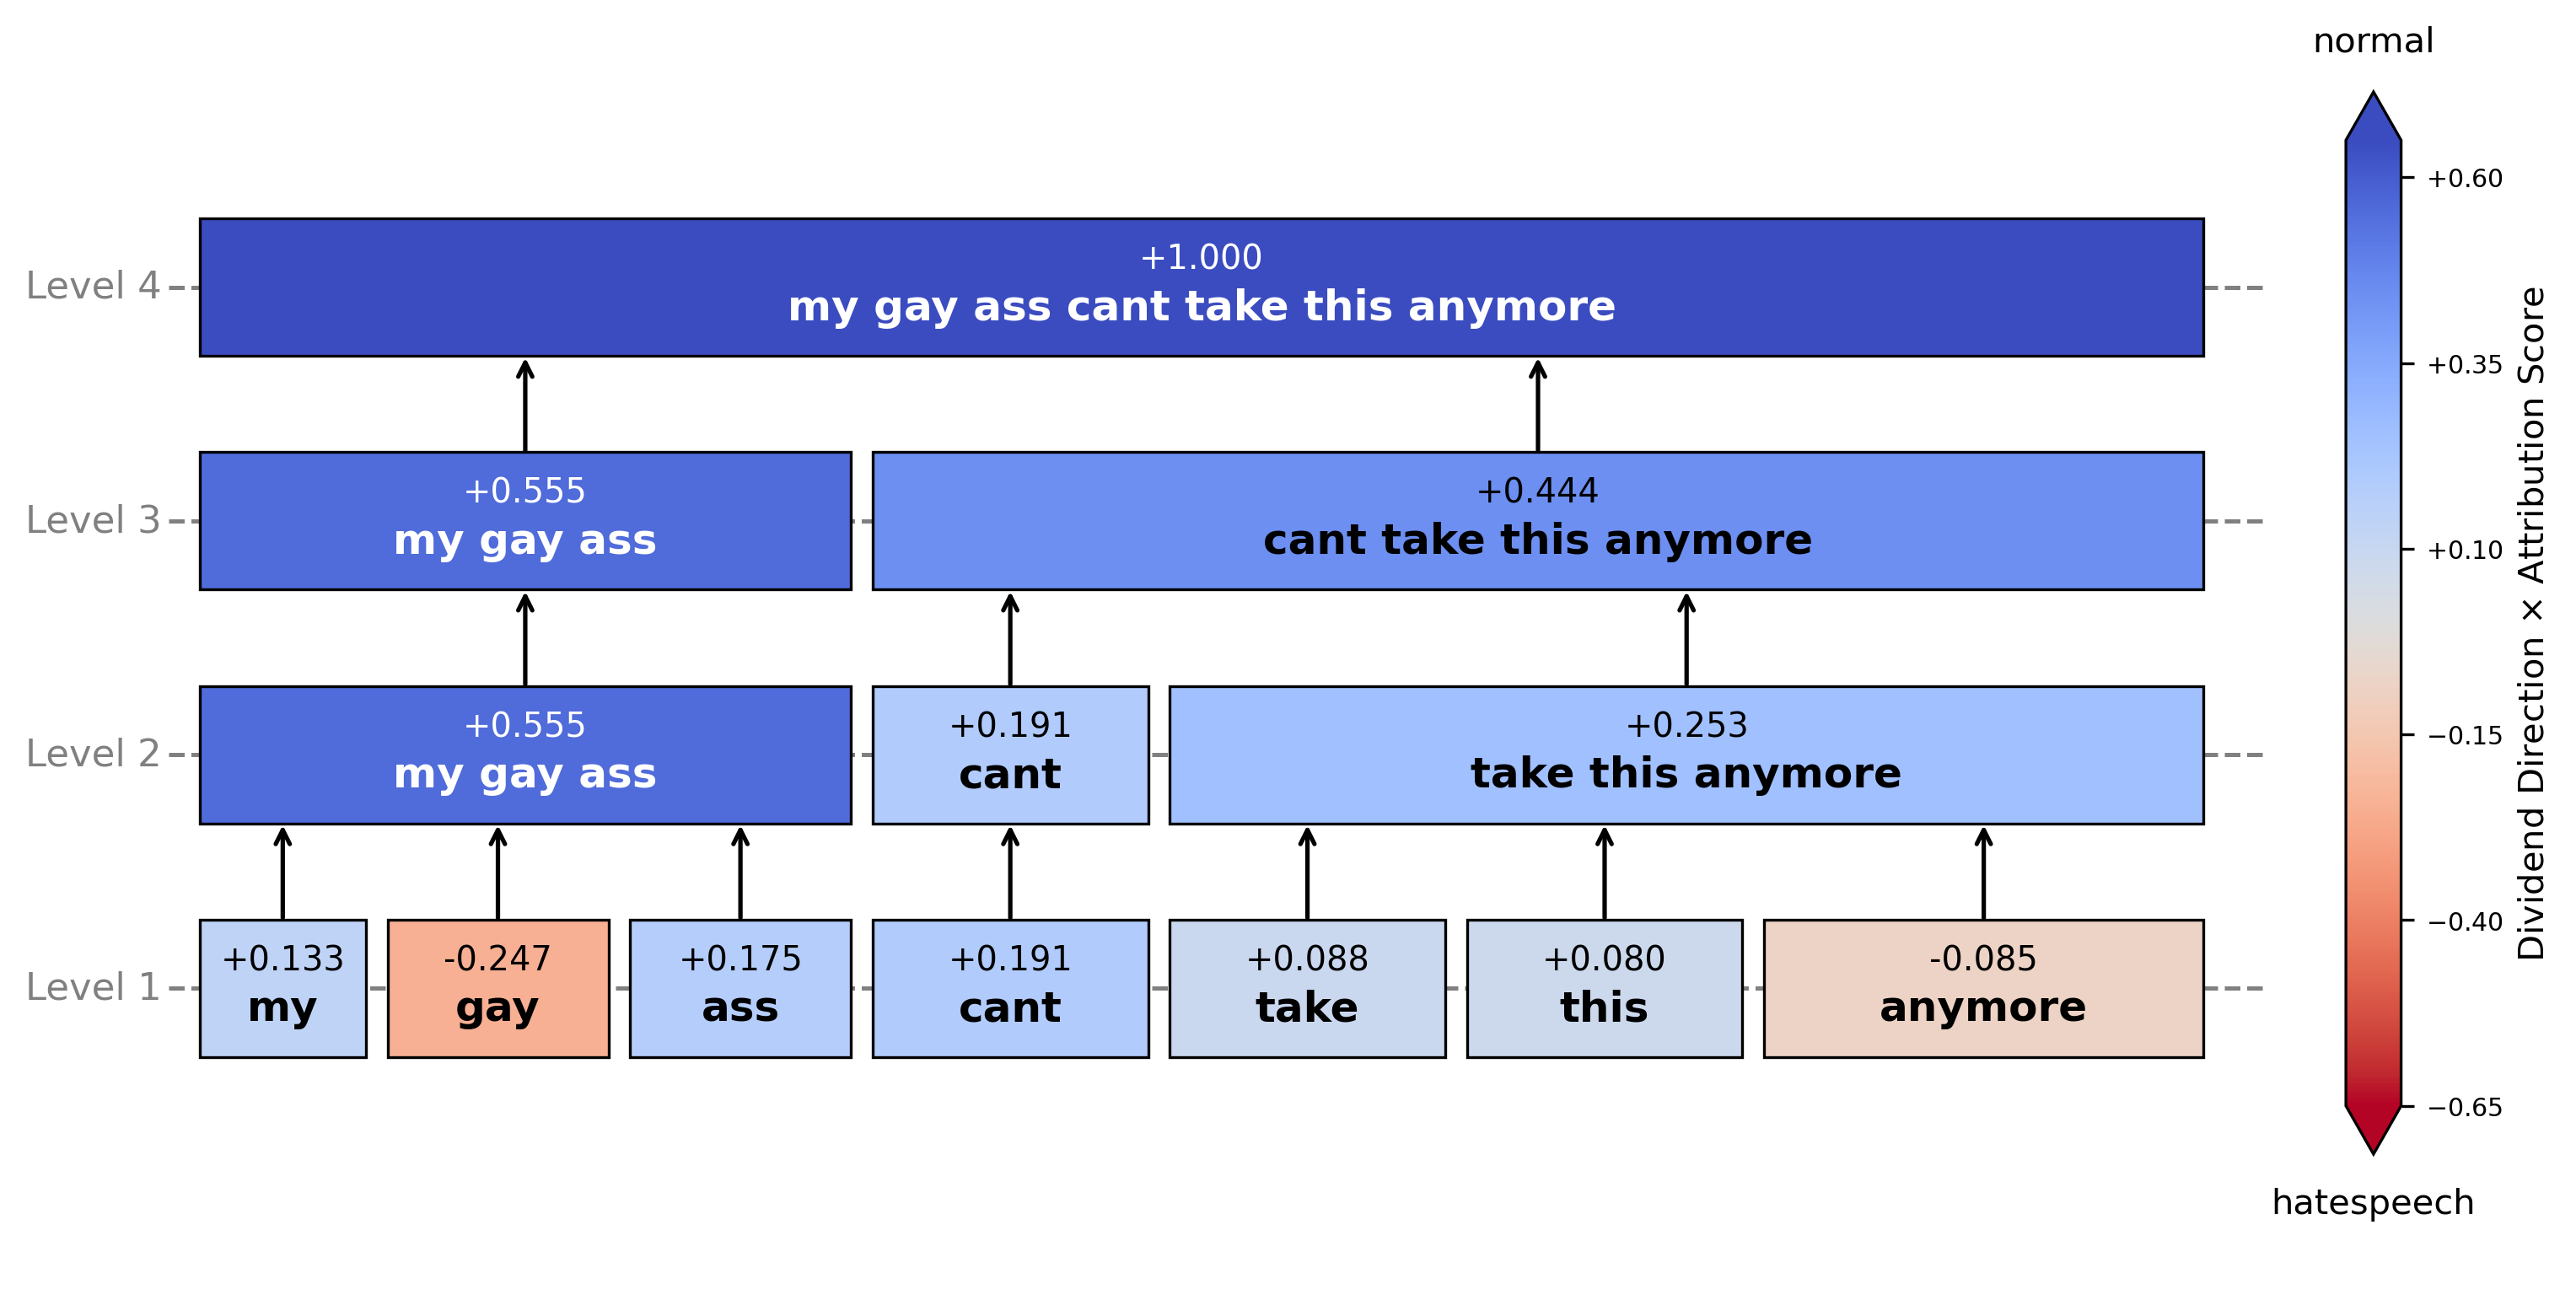 normal
+0.60
+0.35
+0.10
−0.15
−0.40
−0.65
hatespeech
Dividend Direction × Attribution Score
Level 4
+1.000
my gay ass cant take this anymore
Level 3
+0.555
my gay ass
+0.444
cant take this anymore
Level 2
+0.555
my gay ass
+0.191
cant
+0.253
take this anymore
Level 1
+0.133
my
-0.247
gay
+0.175
ass
+0.191
cant
+0.088
take
+0.080
this
-0.085
anymore